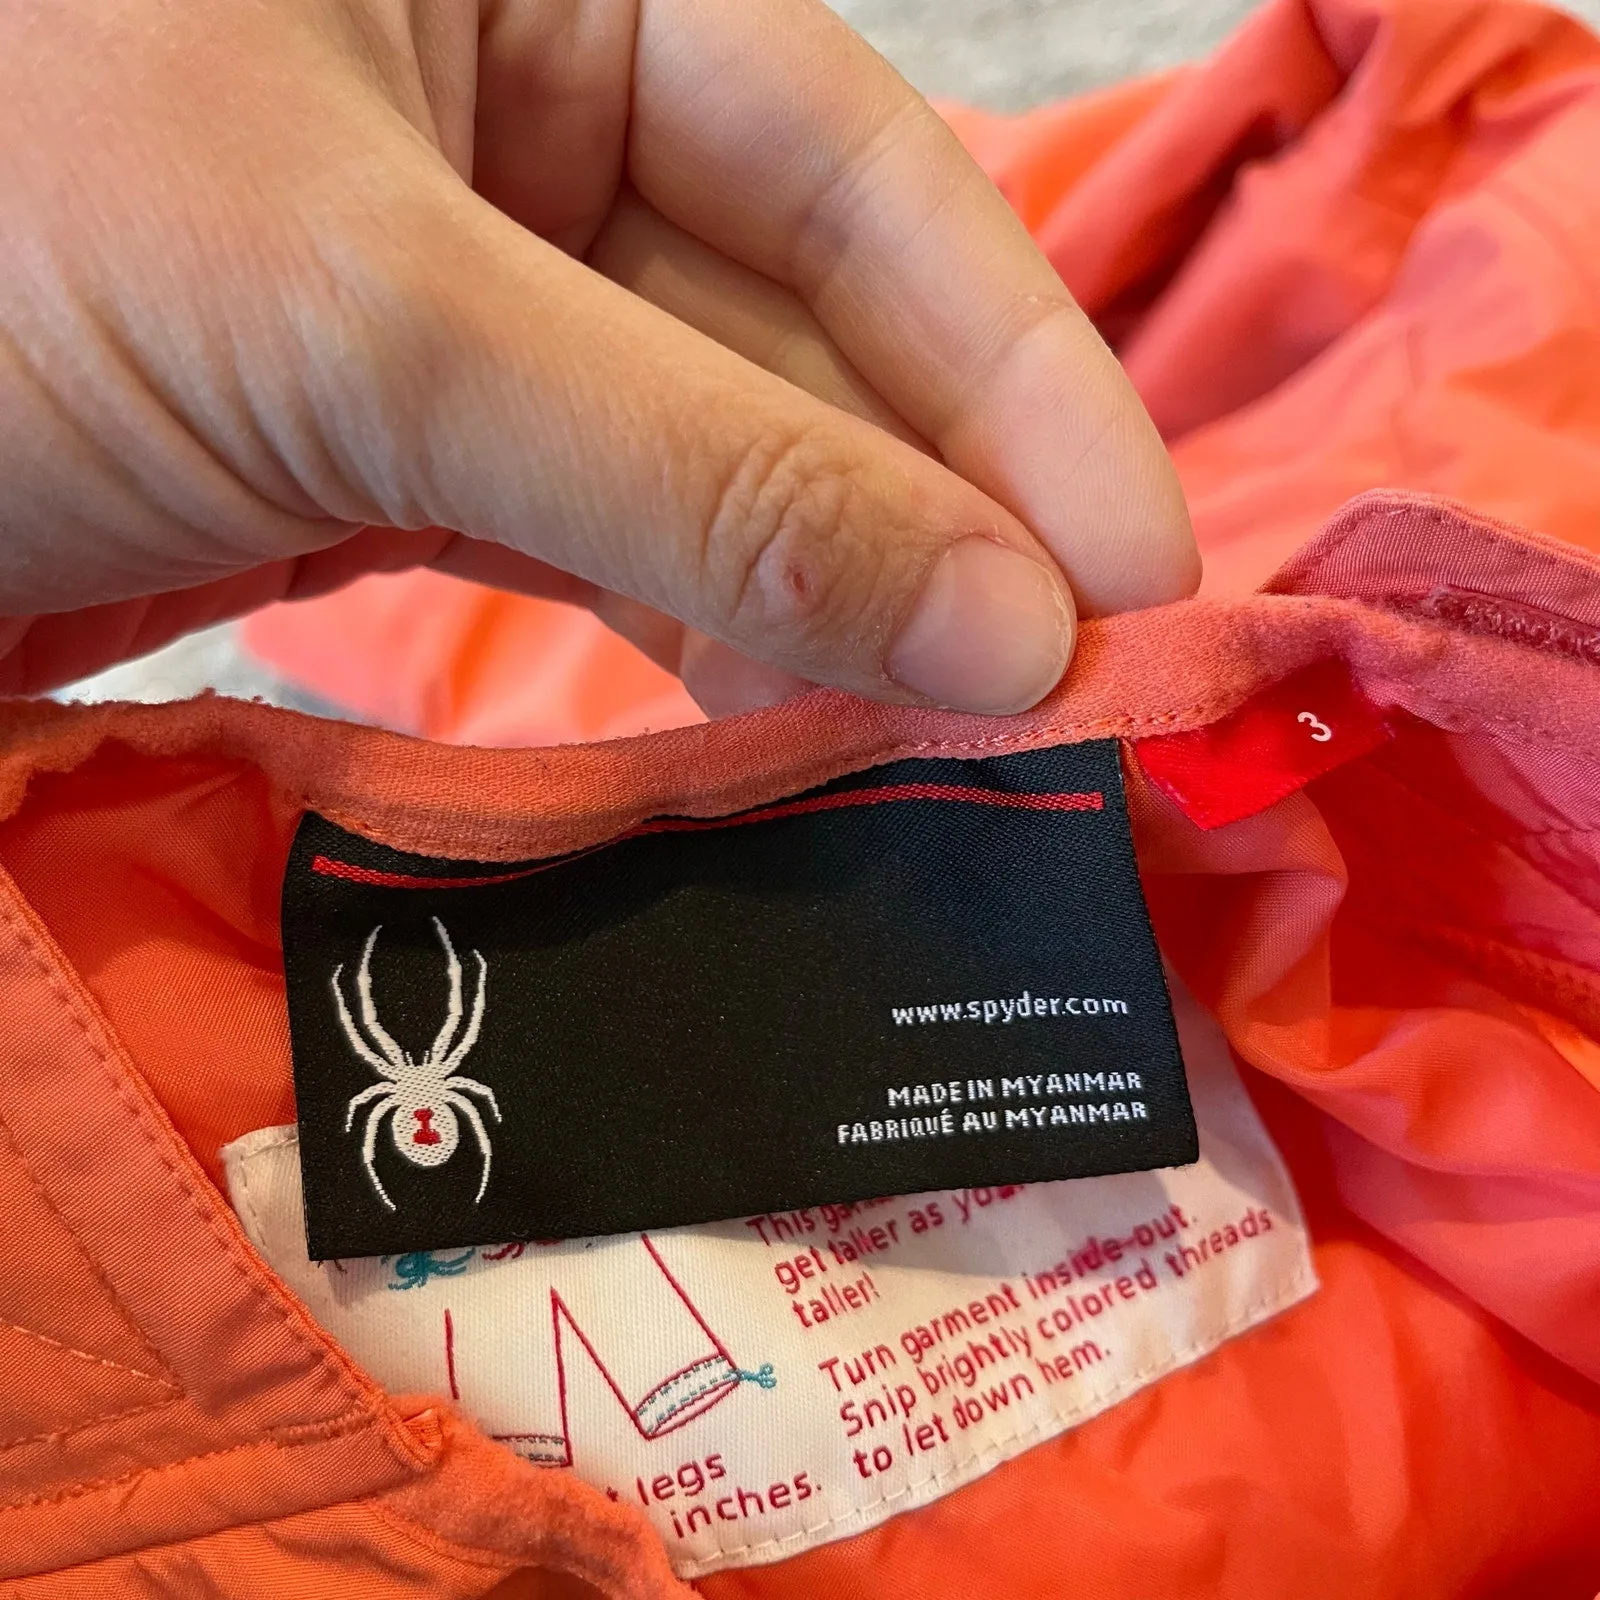 3
www.spyder.com
MADE IN MYANMAR
FABRIQUÉ AU MYANMAR
This
get taller as
taller!
Turn garment inside-out.
Snip brightly colored threads
to let down hem.
legs
inches.